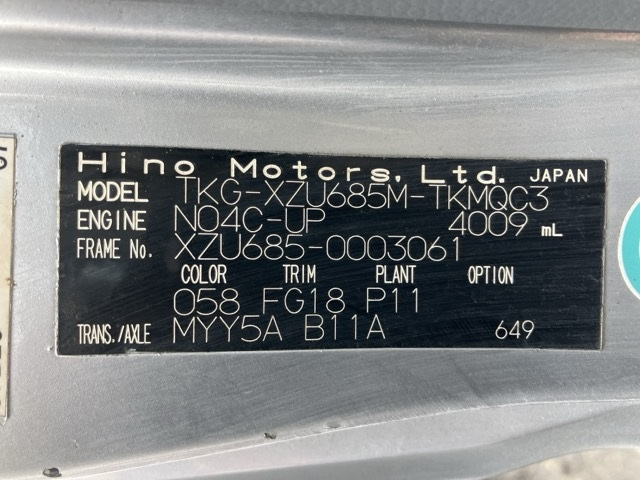 Hino Motors, Ltd. JAPAN
MODEL TKG-XZU685M-TKMQC3
ENGINE N04C-UP 4009 mL
FRAME No. XZU685-0003061
COLOR TRIM PLANT OPTION
058 FG18 P11
TRANS./AXLE MYY5A B11A 649